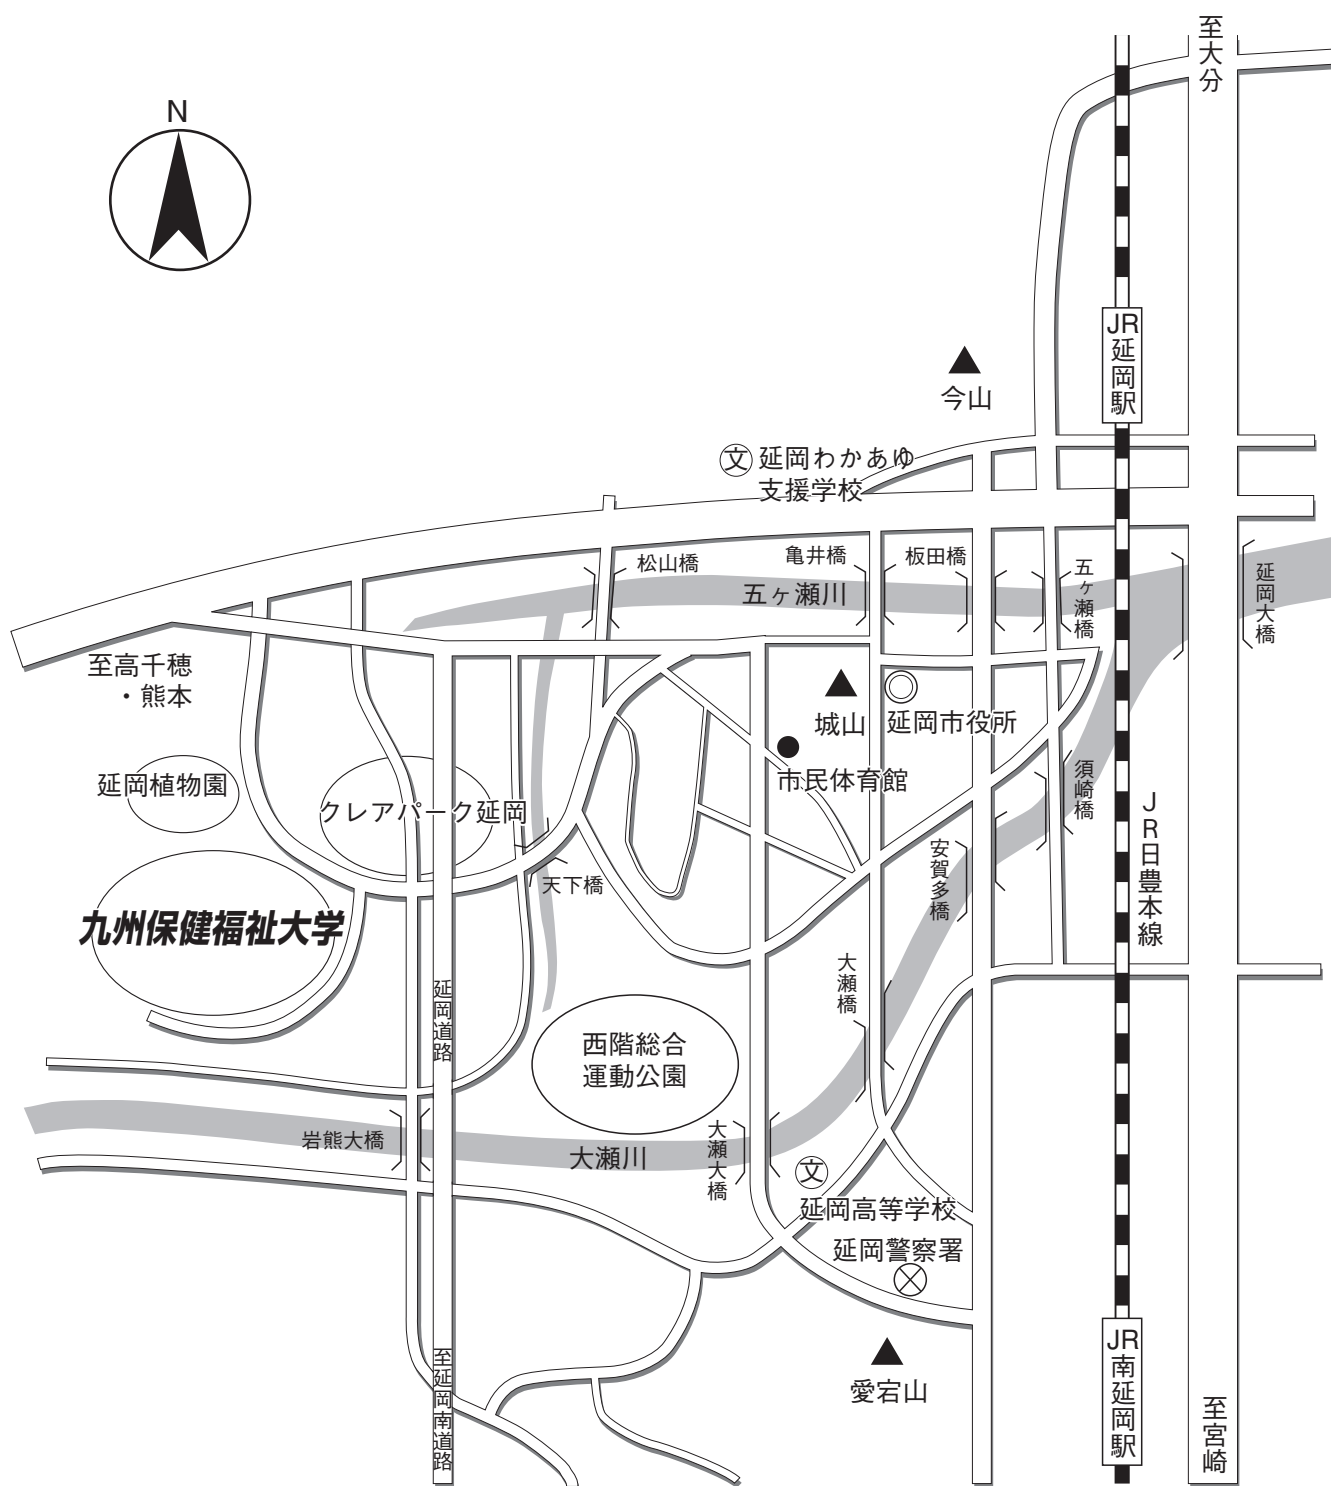 至大分
N
JR延岡駅
今山
文 延岡わかあゆ
支援学校
松山橋
亀井橋
板田橋
五ヶ瀬川
五ヶ瀬橋
延岡大橋
至高千穂
・熊本
城山
延岡市役所
市民体育館
延岡植物園
クレアパーク延岡
須崎橋
JR日豊本線
安賀多橋
天下橋
九州保健福祉大学
大瀬橋
延岡道路
西階総合
運動公園
岩熊大橋
大瀬川
大瀬大橋
文
延岡高等学校
延岡警察署
愛宕山
至延岡南道路
JR南延岡駅
至宮崎